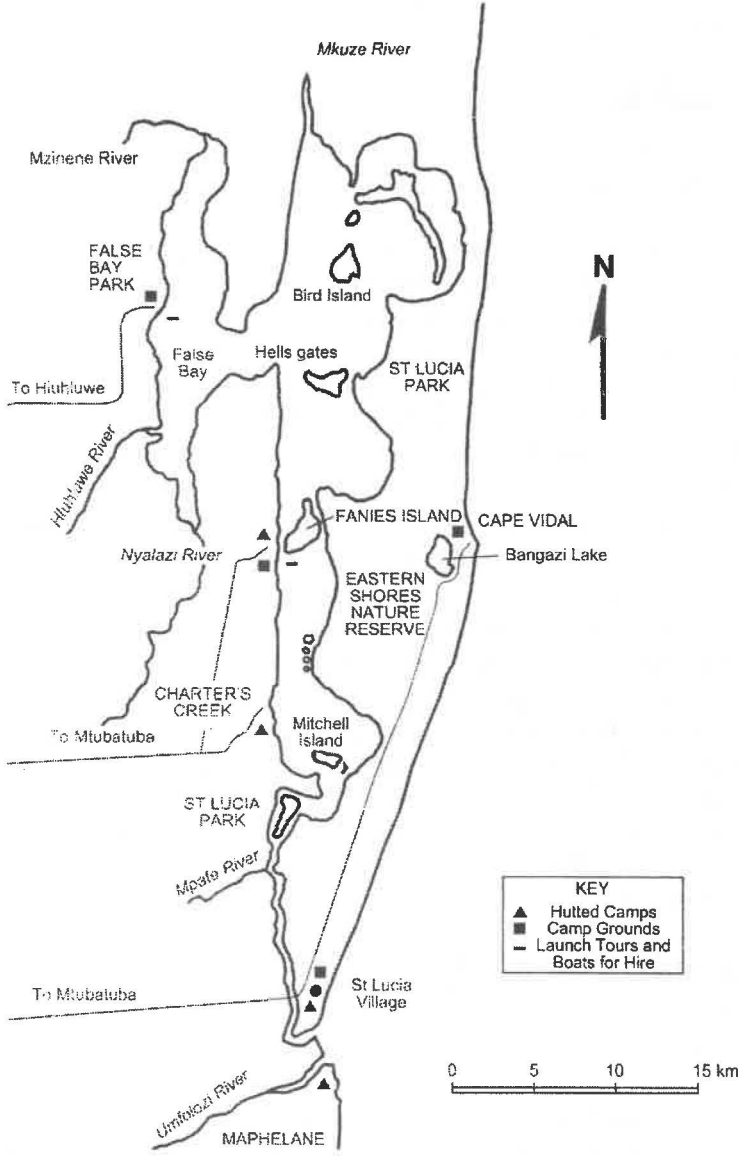 Mkuze River
Mzinene River
FALSE
BAY
PARK
Bird Island
N
False
Bay
Hells gates
ST LUCIA
PARK
To Hluhluwe
Hluhluwe River
FANIES ISLAND
CAPE VIDAL
Nyalazi River
Bangazi Lake
EASTERN
SHORES
NATURE
RESERVE
CHARTER'S
CREEK
To Mtubatuba
Mitchell
Island
ST LUCIA
PARK
Mpate River
KEY
Hutted Camps
Camp Grounds
Launch Tours and
Boats for Hire
To Mtubatuba
St Lucia
Village
0 5 10 15 km
Umfolozi River
MAPHELANE